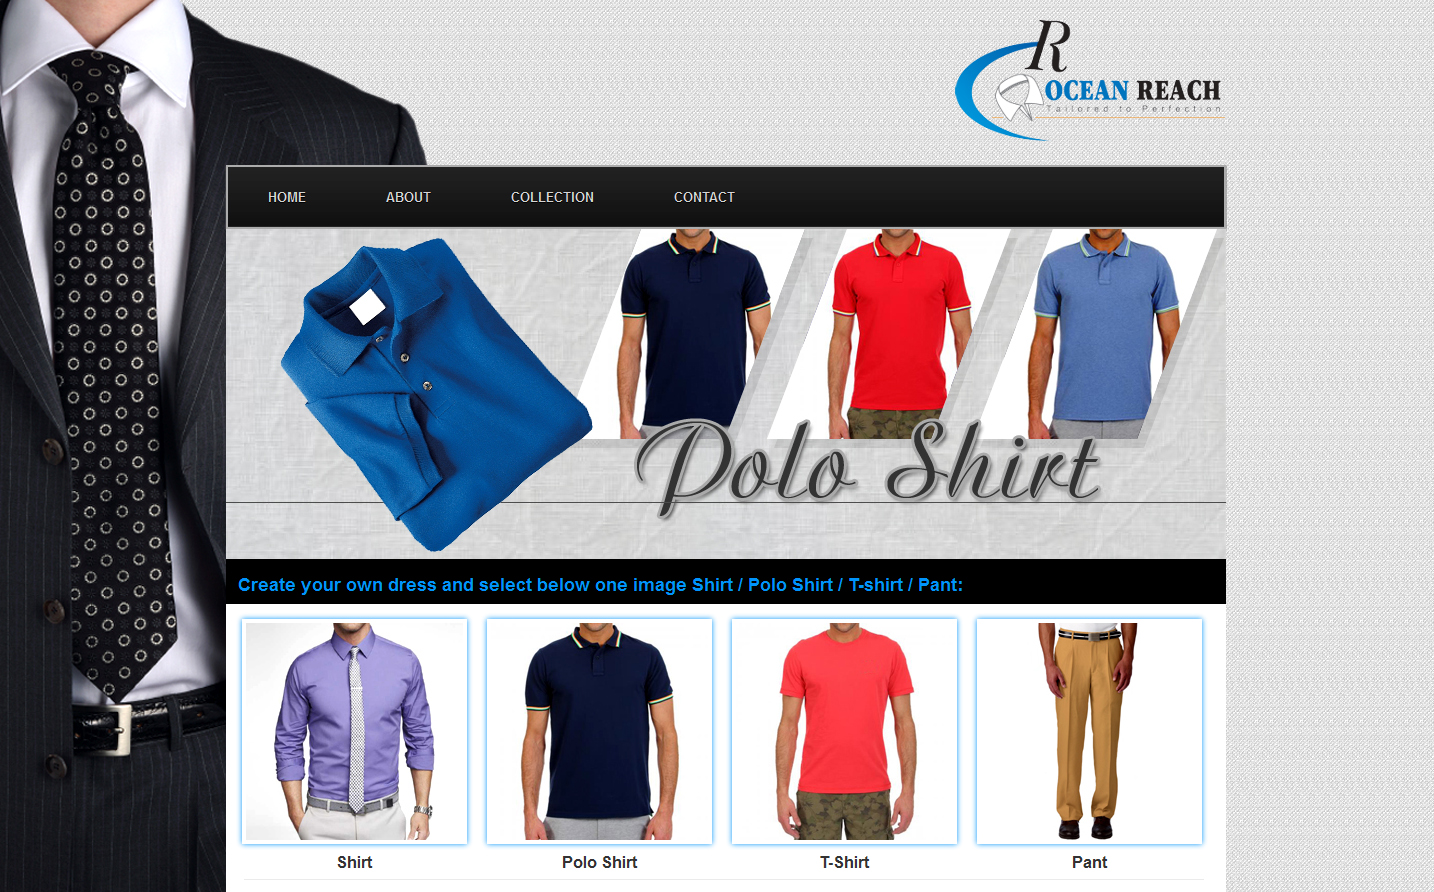 R
OCEAN REACH
Tailored to Perfection
HOME ABOUT COLLECTION CONTACT
Polo Shirt
Create your own dress and select below one image Shirt / Polo Shirt / T-shirt / Pant:
Shirt Polo Shirt T-Shirt Pant